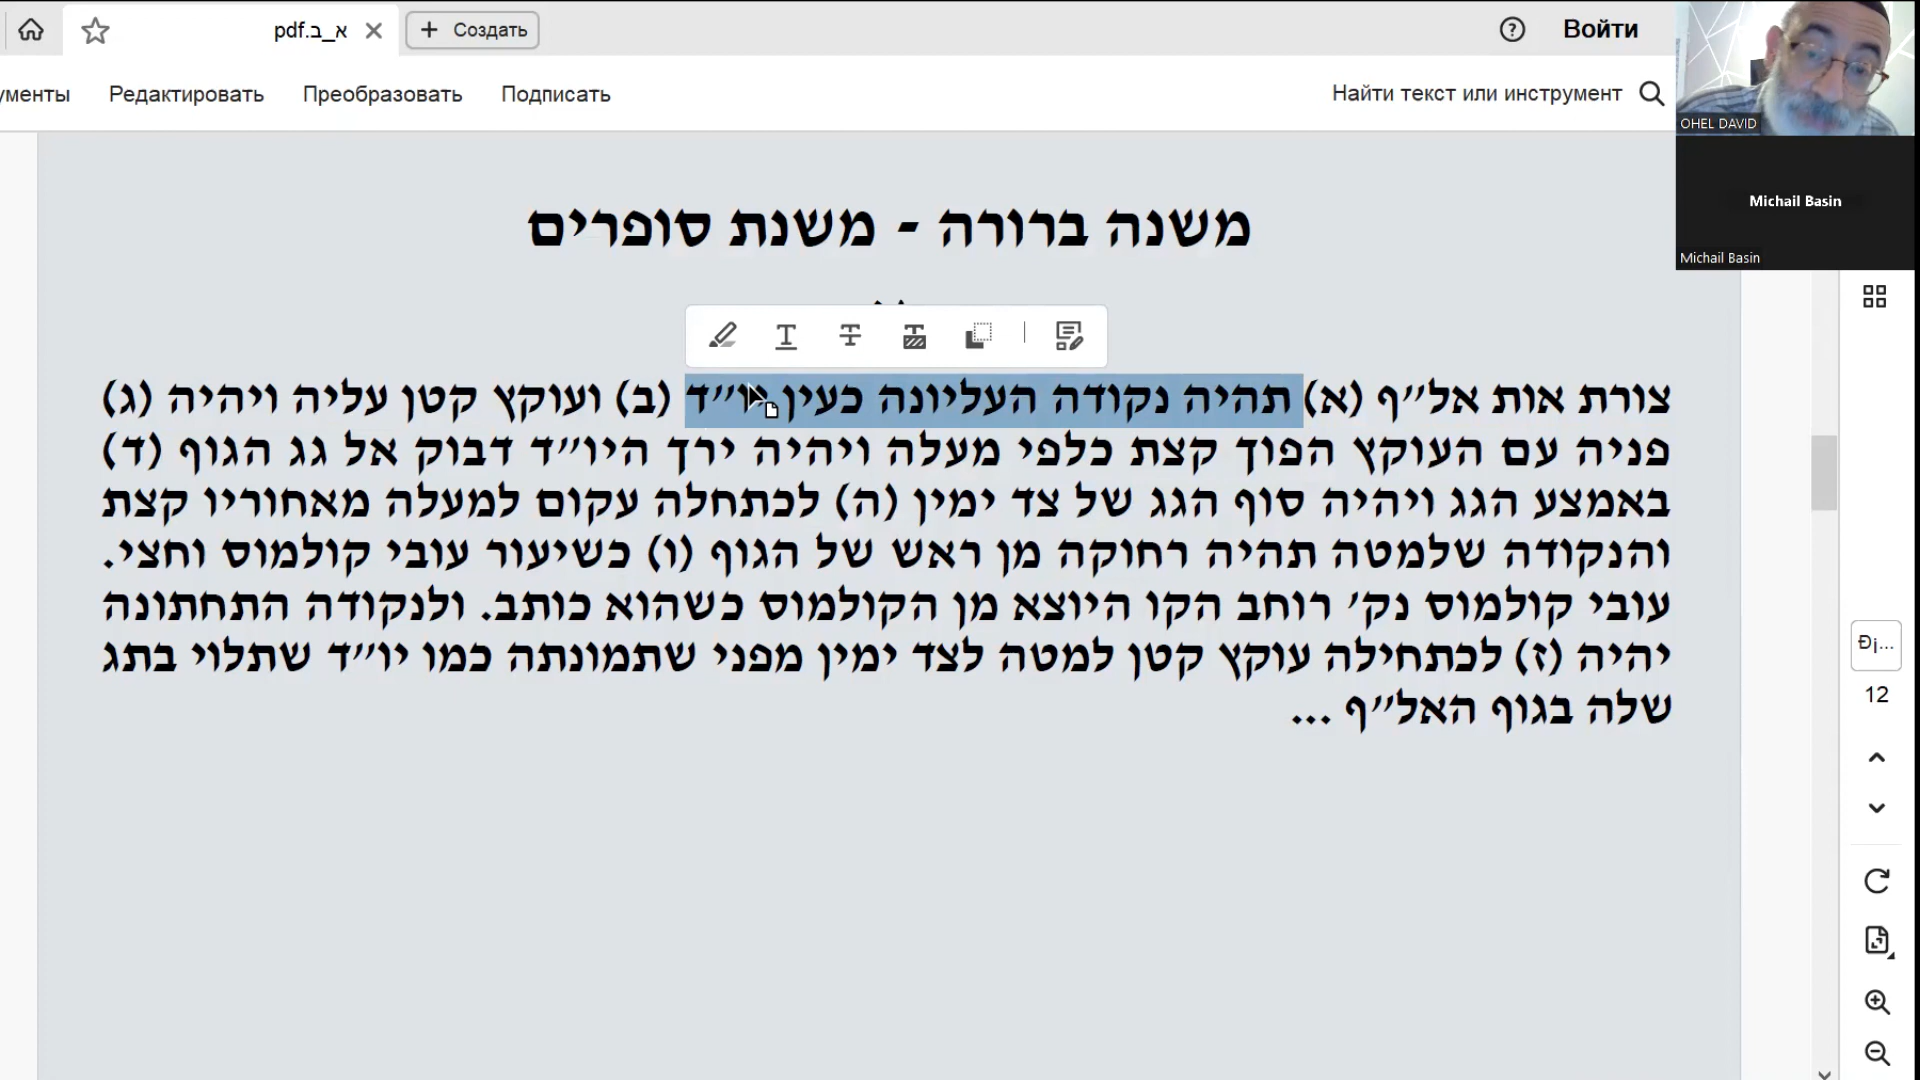 א_ב.pdf
Создать
Войти
ументы
Редактировать
Преобразовать
Подписать
Найти текст или инструмент
OHEL DAVID
Michail Basin
Michail Basin
משנה ברורה - משנת סופרים
צורת אות אל״ף (א) תהיה נקודה העליונה כעין יו״ד (ב) ועוקץ קטן עליה ויהיה (ג)
פניה עם העוקץ הפוך קצת כלפי מעלה ויהיה ירך היו״ד דבוק אל גג הגוף (ד)
באמצע הגג ויהיה סוף הגג של צד ימין (ה) לכתחלה עקום למעלה מאחוריו קצת
והנקודה שלמטה תהיה רחוקה מן ראש של הגוף (ו) כשיעור עובי קולמוס וחצי.
עובי קולמוס נק׳ רוחב הקו היוצא מן הקולמוס כשהוא כותב. ולנקודה התחתונה
יהיה (ז) לכתחילה עוקץ קטן למטה לצד ימין מפני שתמונתה כמו יו״ד שתלוי בתג
שלה בגוף האל״ף ...
Đį...
12